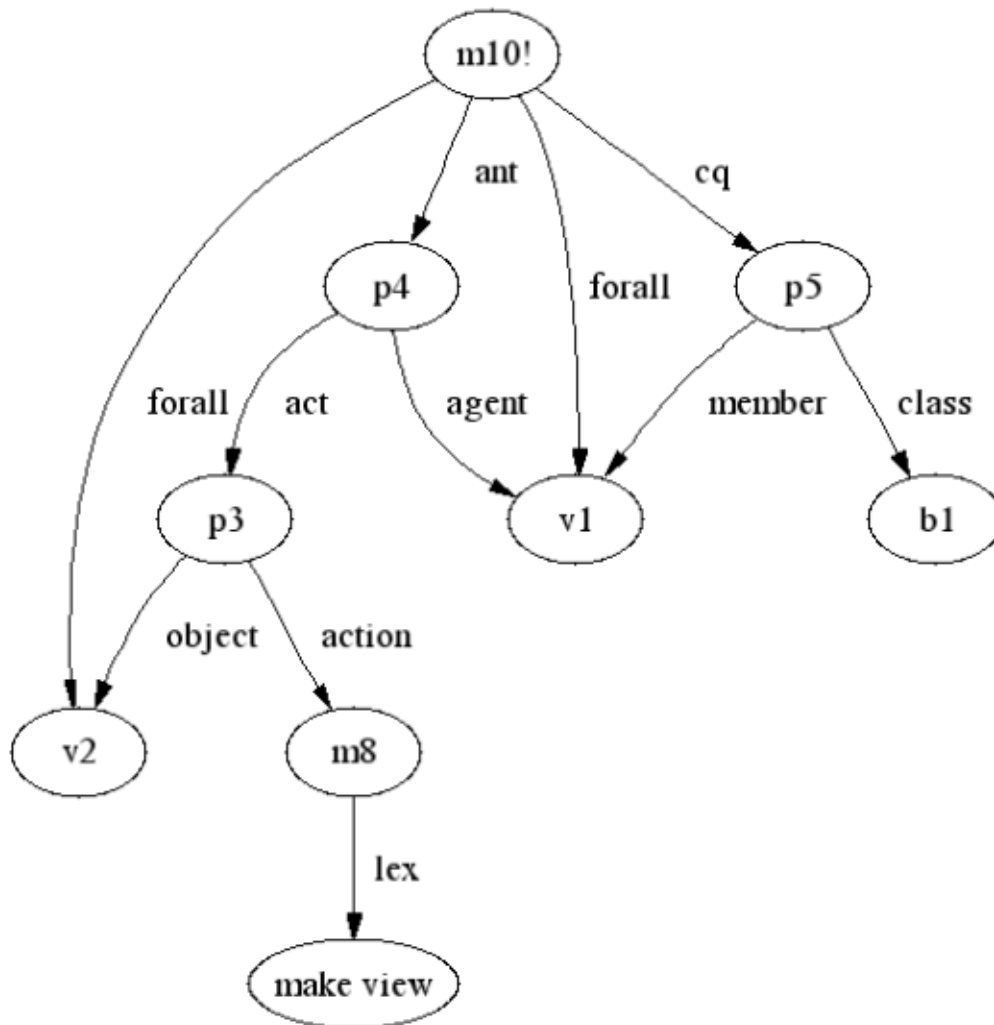 m10!
ant
cq
p4
forall
p5
forall
act
agent
member
class
p3
v1
b1
object
action
v2
m8
lex
make view